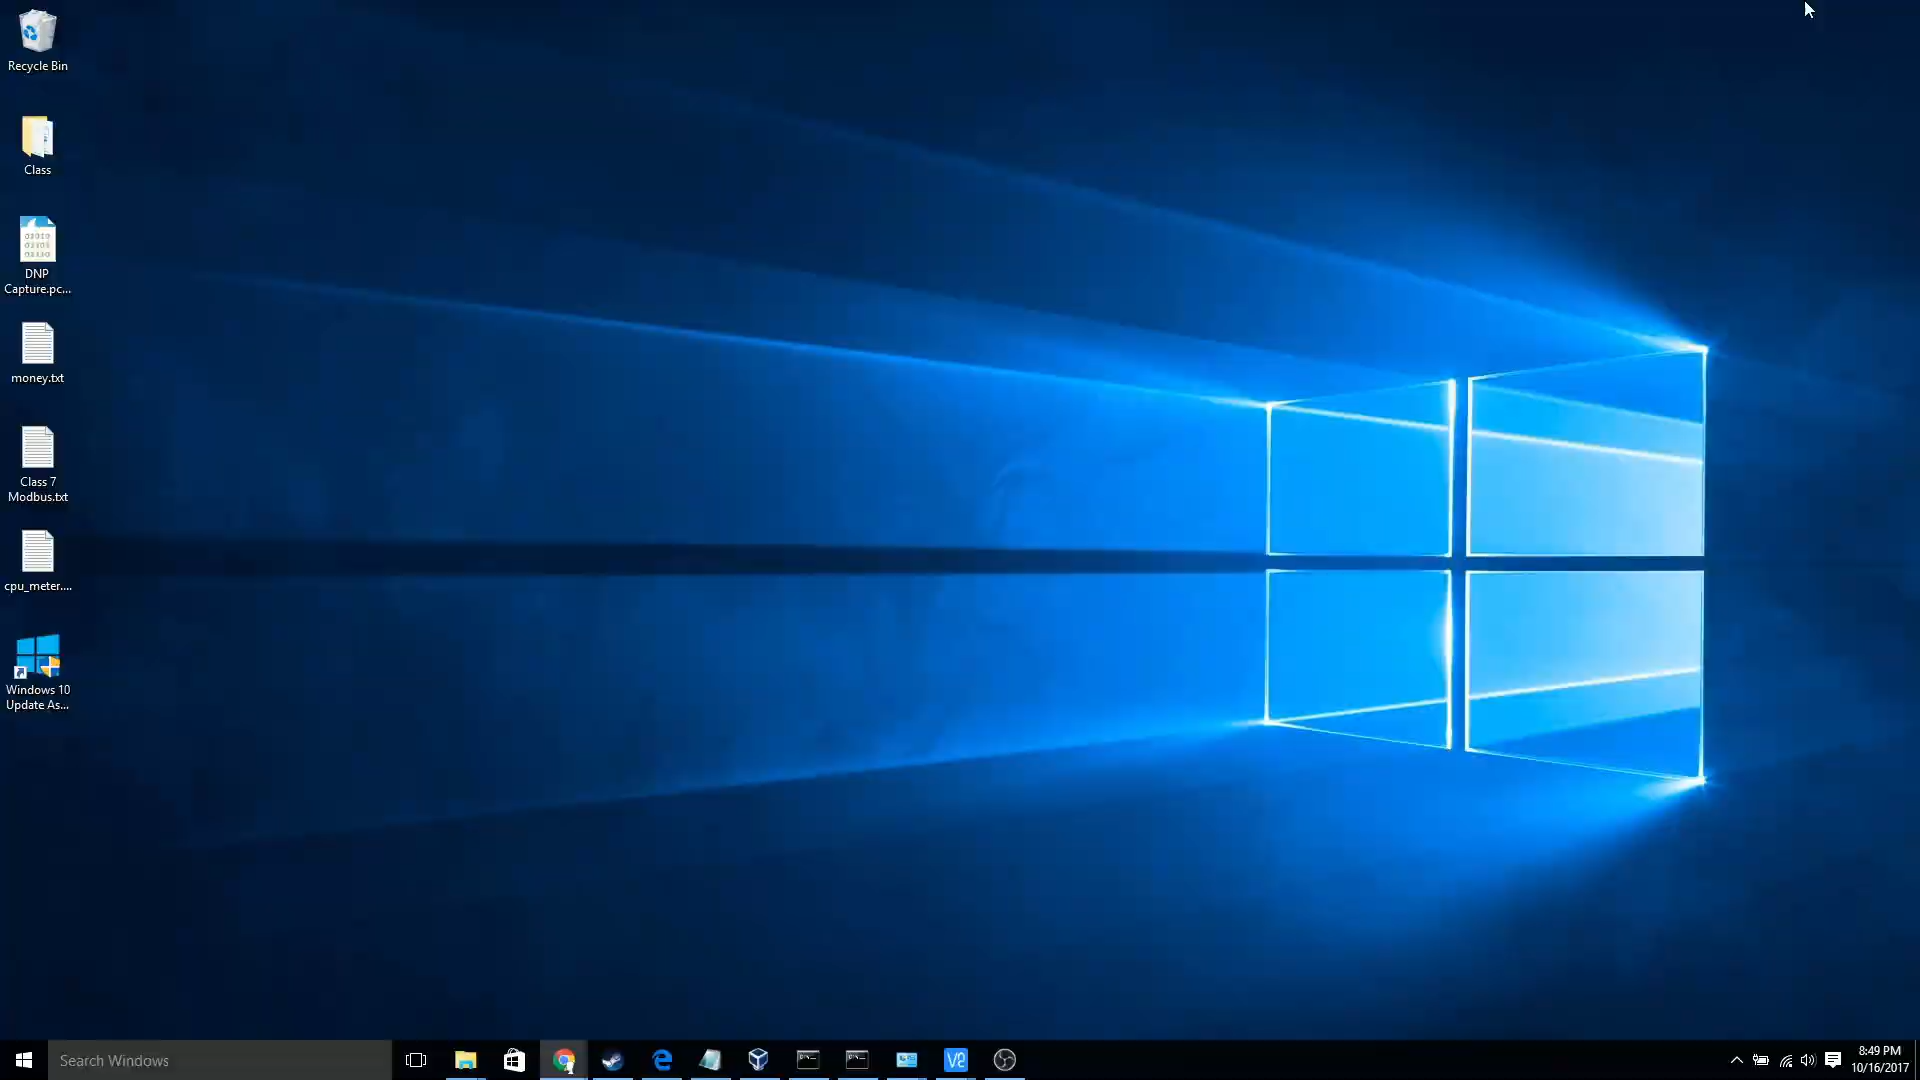 Recycle Bin
Class
DNP
Capture.pc...
money.txt
Class 7
Modbus.txt
cpu_meter....
Windows 10
Update As...
Search Windows
8:49 PM
10/16/2017